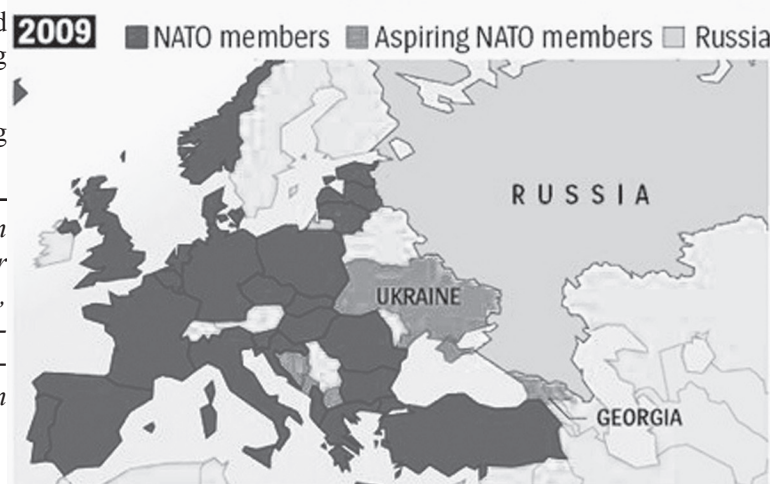 2009 NATO members Aspiring NATO members Russia
RUSSIA
UKRAINE
GEORGIA